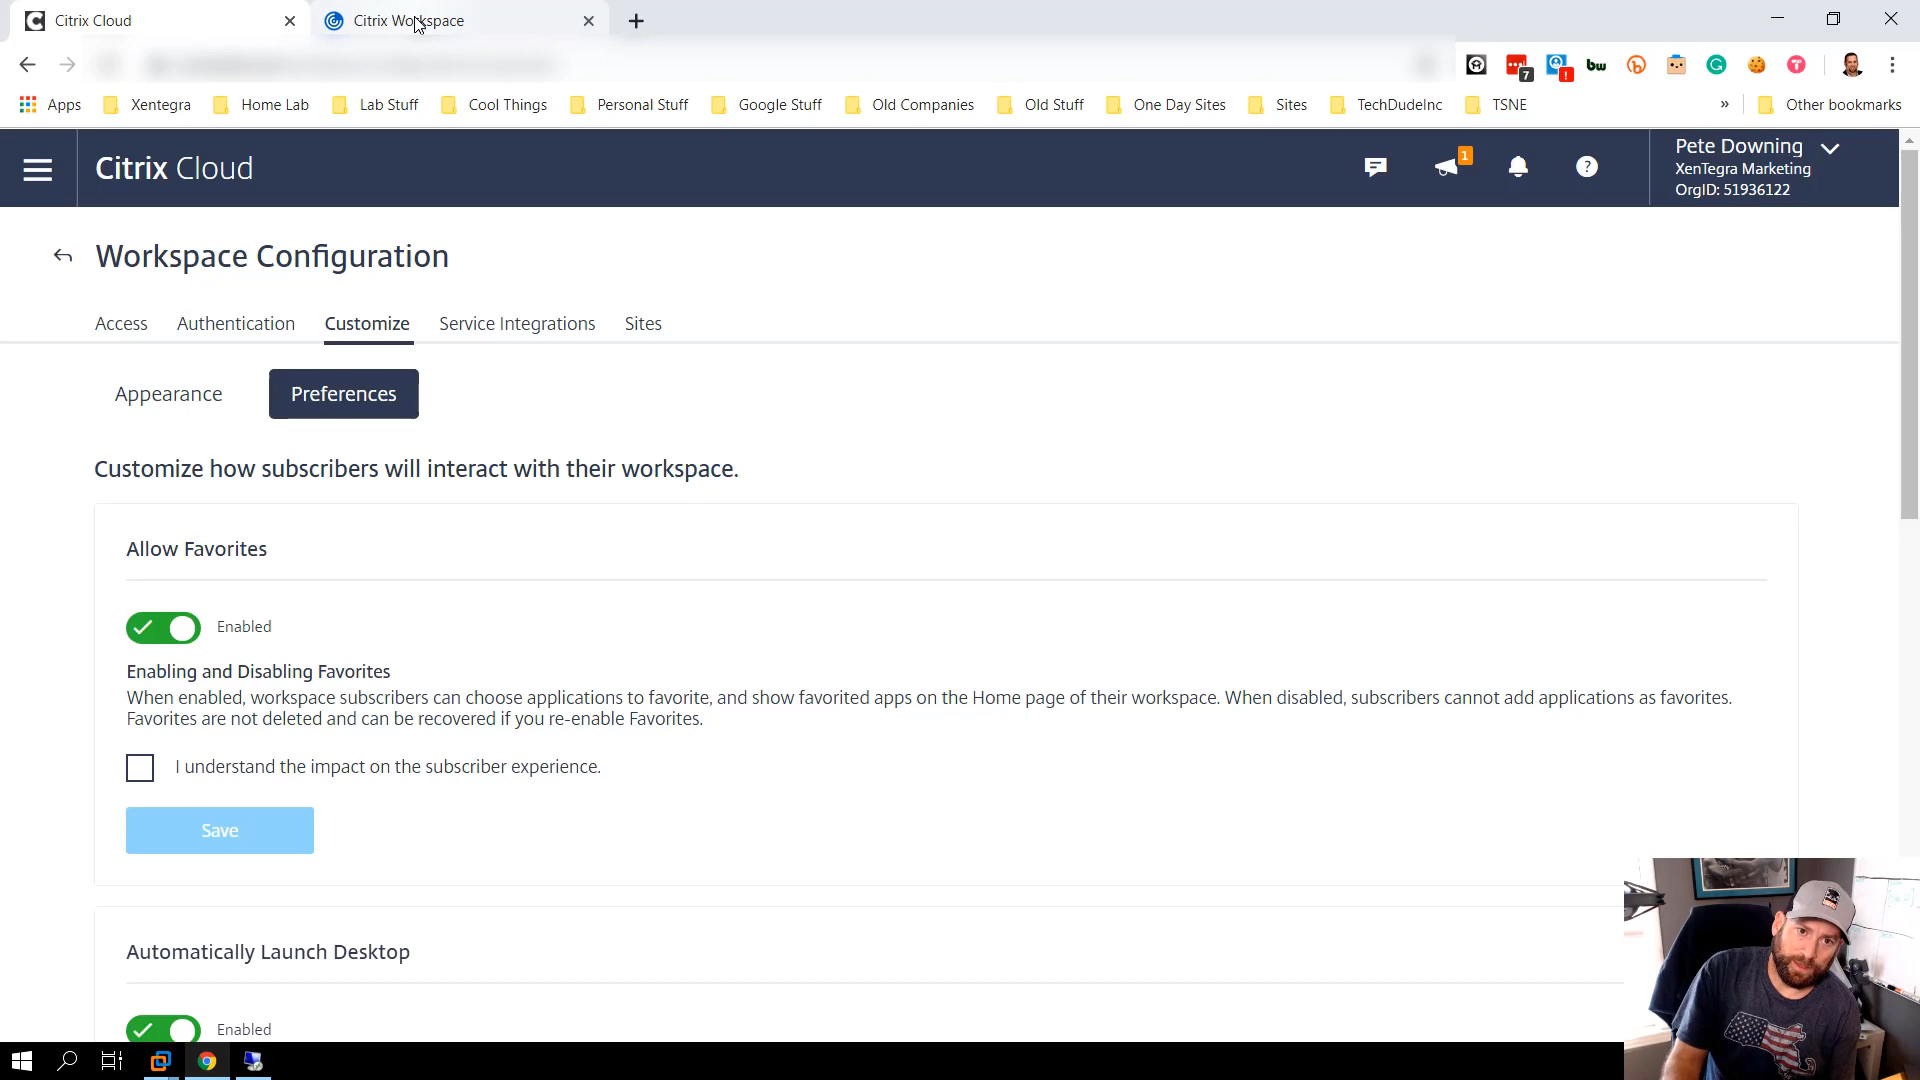 Citrix Cloud
Citrix Workspace
7
!
bw
Apps
Xentegra
Home Lab
Lab Stuff
Cool Things
Personal Stuff
Google Stuff
Old Companies
Old Stuff
One Day Sites
Sites
TechDudeInc
TSNE
»
Other bookmarks
Citrix Cloud
1
?
Pete Downing
XenTegra Marketing
OrgID: 51936122
Workspace Configuration
Access
Authentication
Customize
Service Integrations
Sites
Appearance
Preferences
Customize how subscribers will interact with their workspace.
Allow Favorites
Enabled
Enabling and Disabling Favorites
When enabled, workspace subscribers can choose applications to favorite, and show favorited apps on the Home page of their workspace. When disabled, subscribers cannot add applications as favorites.
Favorites are not deleted and can be recovered if you re-enable Favorites.
I understand the impact on the subscriber experience.
Save
Automatically Launch Desktop
Enabled